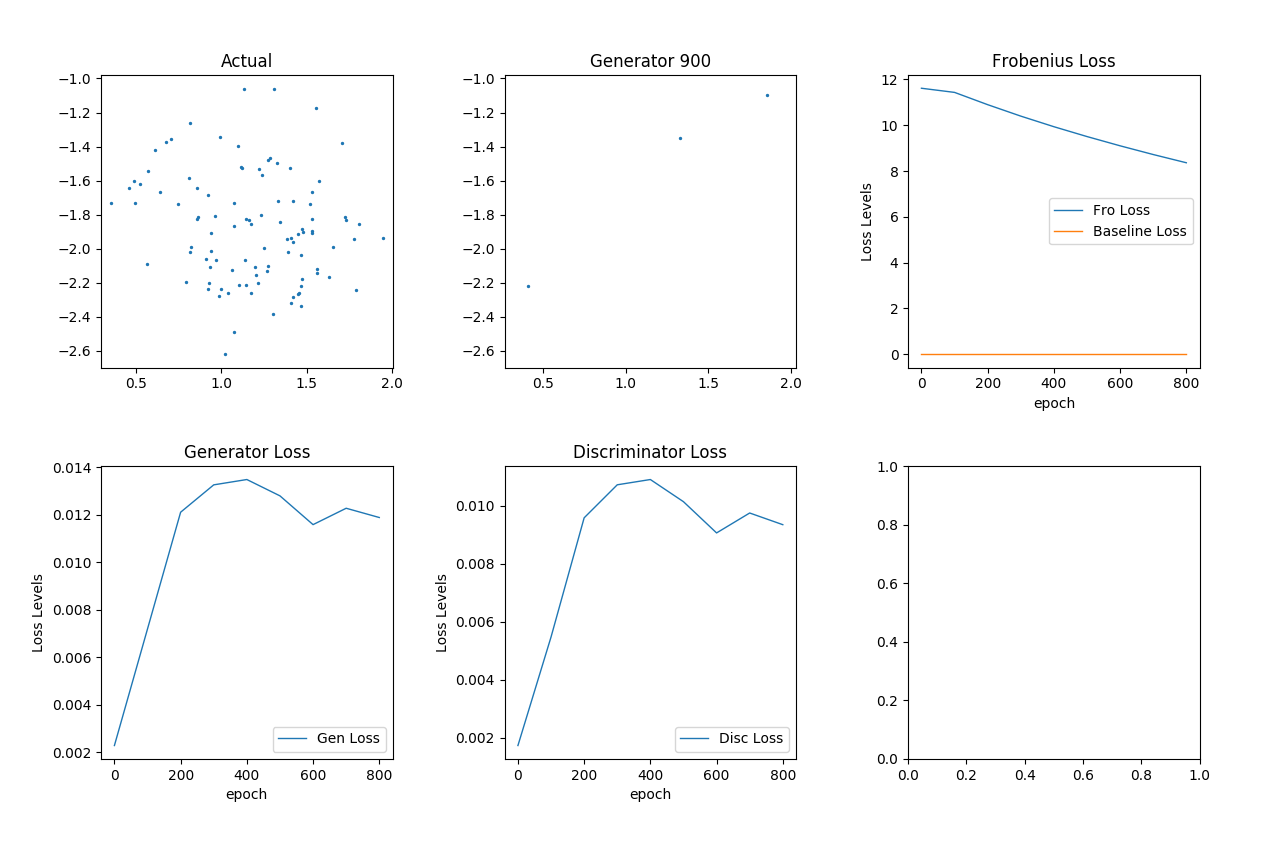 Actual
−1.0
−1.2
−1.4
−1.6
−1.8
−2.0
−2.2
−2.4
−2.6
0.5 1.0 1.5 2.0
Generator 900
−1.0
−1.2
−1.4
−1.6
−1.8
−2.0
−2.2
−2.4
−2.6
0.5 1.0 1.5 2.0
Frobenius Loss
Loss Levels
12
10
8
6
4
2
0
Fro Loss
Baseline Loss
0 200 400 600 800
epoch
Generator Loss
Loss Levels
0.014
0.012
0.010
0.008
0.006
0.004
0.002
Gen Loss
0 200 400 600 800
epoch
Discriminator Loss
Loss Levels
0.010
0.008
0.006
0.004
0.002
Disc Loss
0 200 400 600 800
epoch
1.0
0.8
0.6
0.4
0.2
0.0
0.0 0.2 0.4 0.6 0.8 1.0